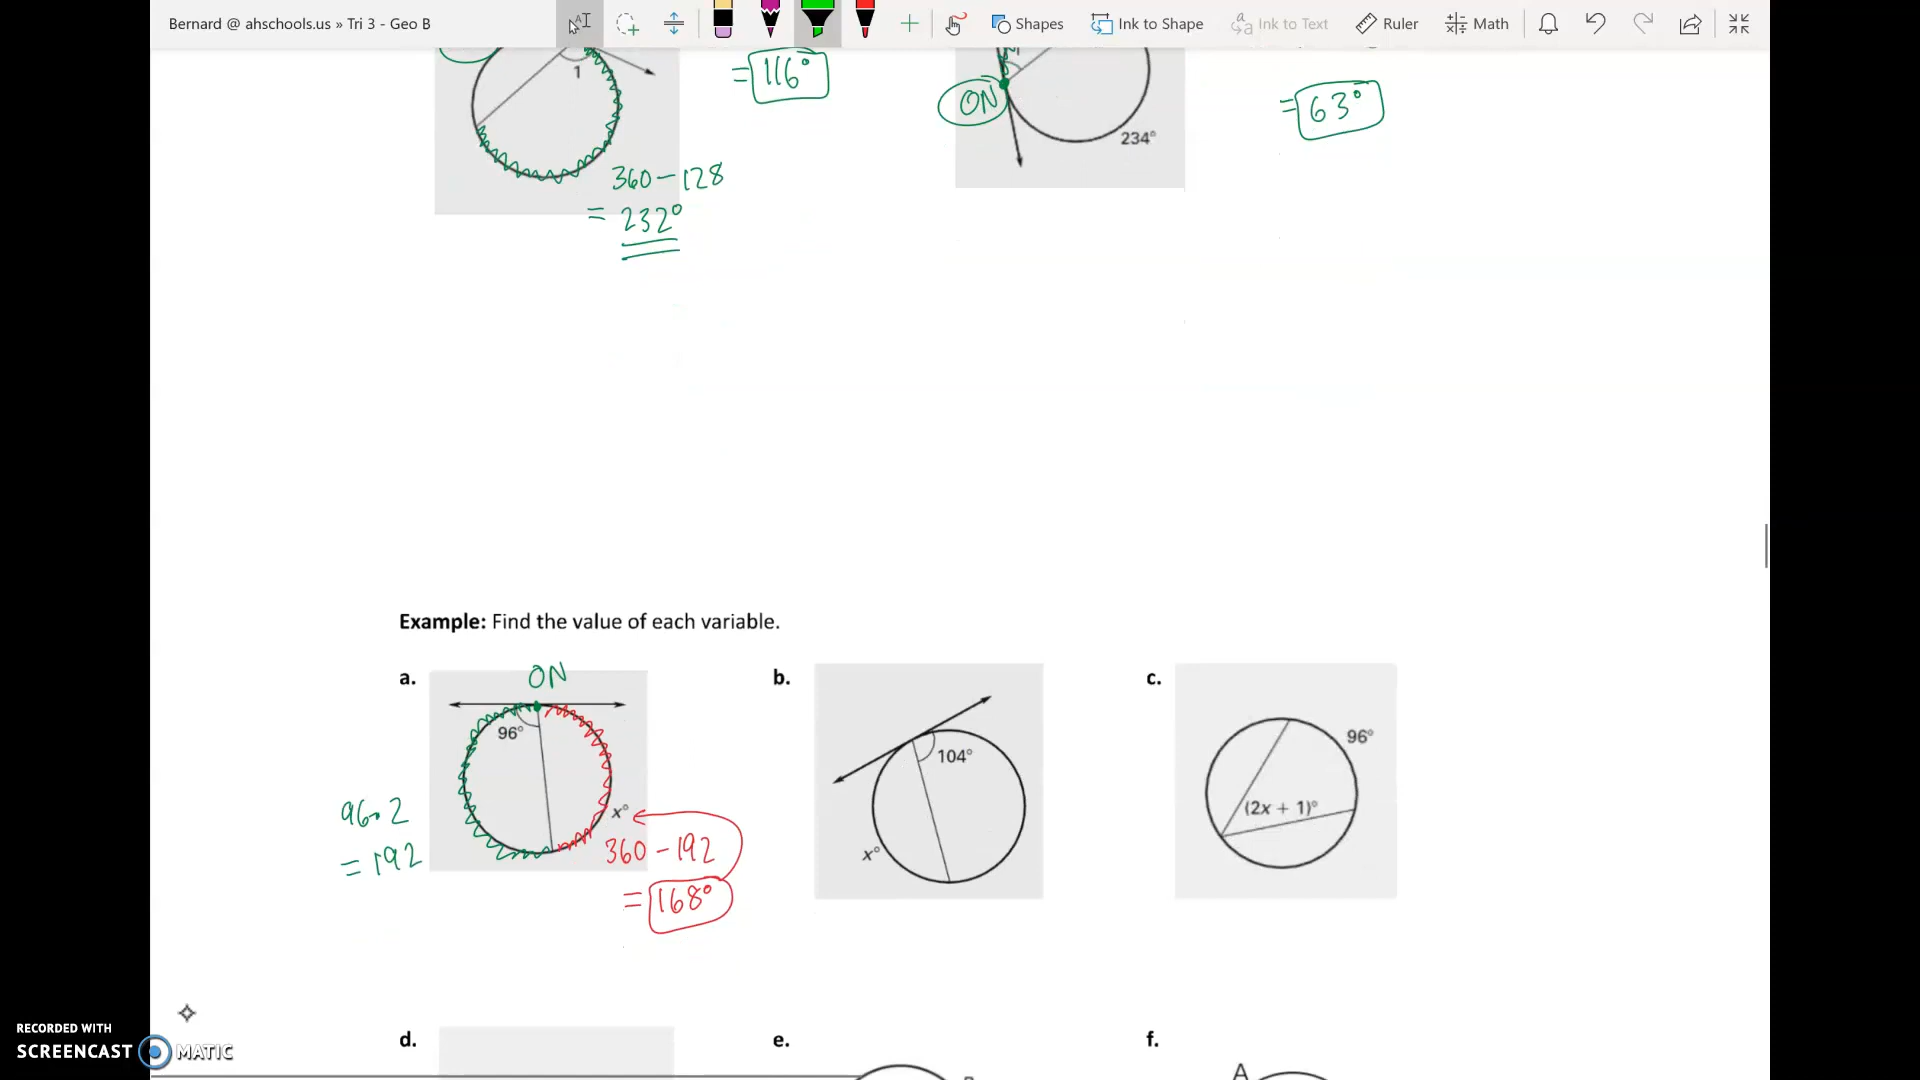 Bernard @ ahschools.us » Tri 3 - Geo B
Shapes
Ink to Shape
Ink to Text
Ruler
Math
1
= 116°
360 - 128
= 232°
ON
234°
= 63°
Example: Find the value of each variable.
a.
ON
96°
x°
96 • 2
= 192
360 - 192
= 168°
b.
104°
x°
c.
96°
(2x + 1)°
d.
e.
f.
A
RECORDED WITH
SCREENCAST MATIC